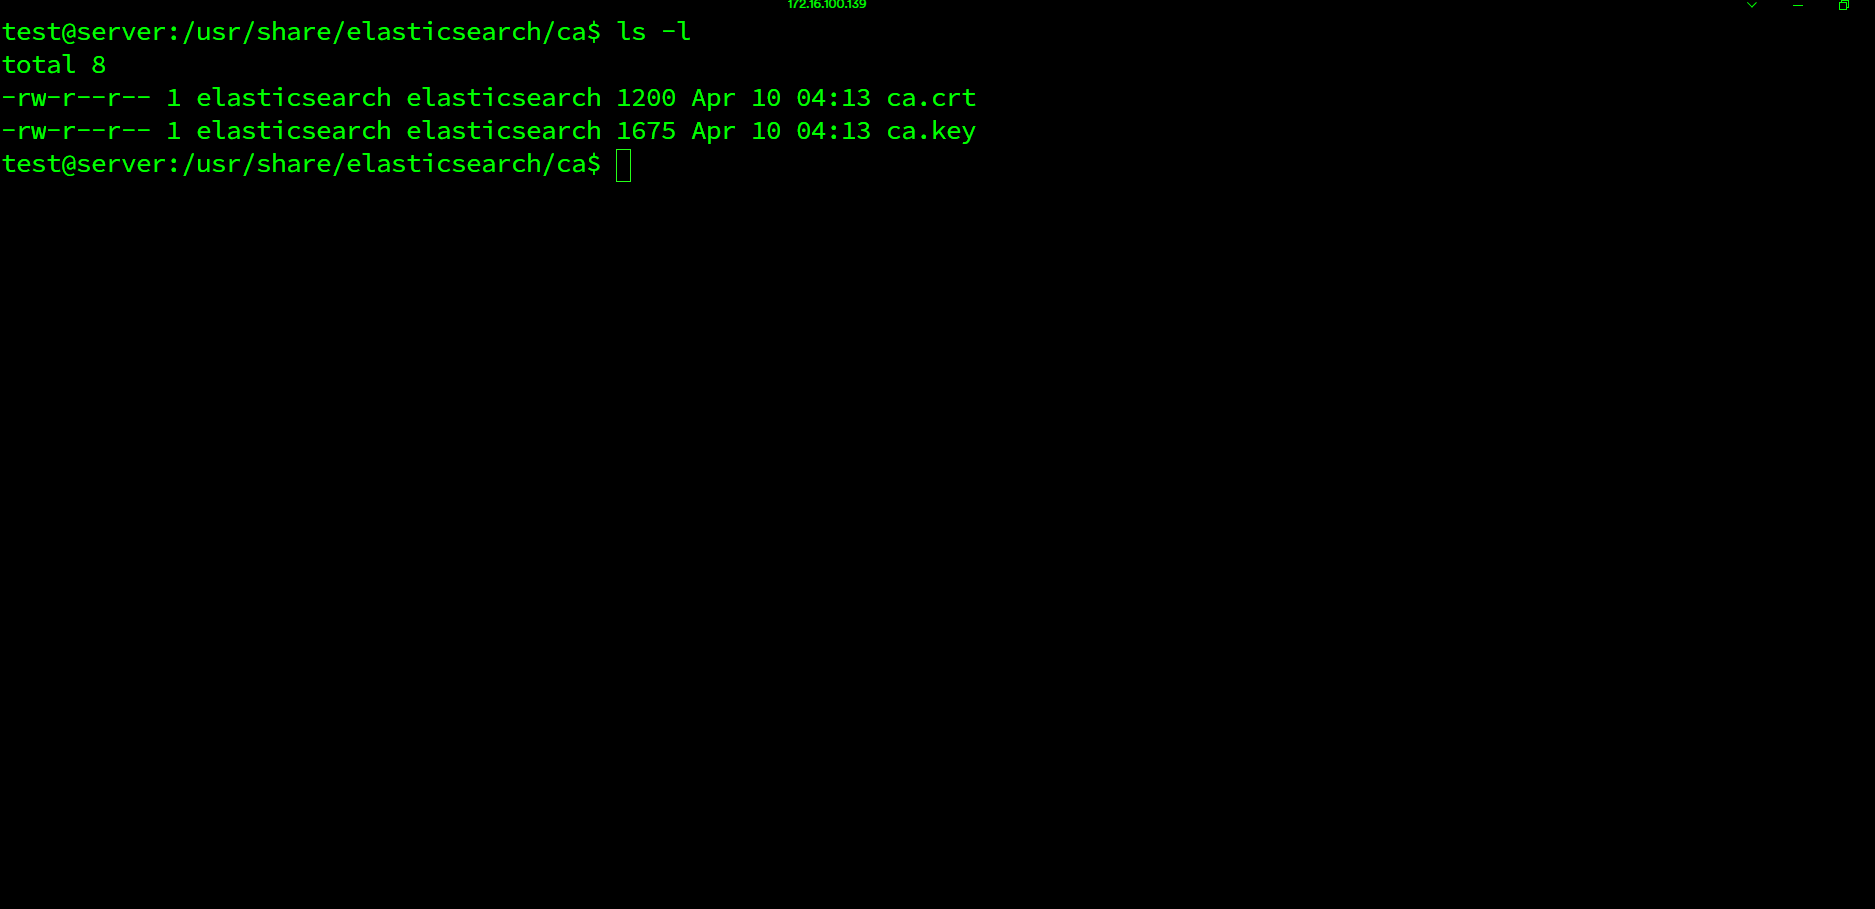 172.16.100.139
test@server:/usr/share/elasticsearch/ca$ ls -l
total 8
-rw-r--r-- 1 elasticsearch elasticsearch 1200 Apr 10 04:13 ca.crt
-rw-r--r-- 1 elasticsearch elasticsearch 1675 Apr 10 04:13 ca.key
test@server:/usr/share/elasticsearch/ca$